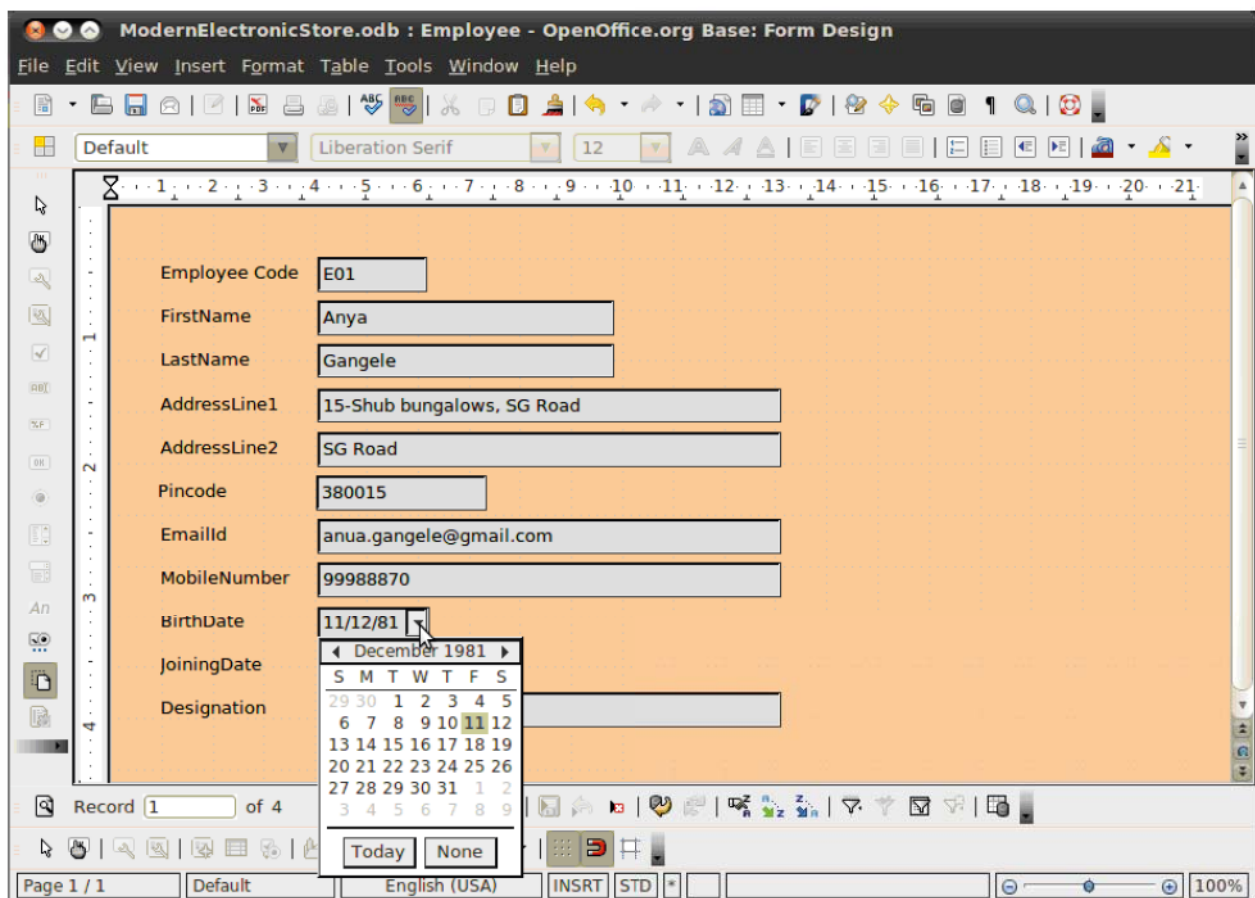 ModernElectronicStore.odb : Employee - OpenOffice.org Base: Form Design
File Edit View Insert Format Table Tools Window Help
Default Liberation Serif 12
1 2 3 4 5 6 7 8 9 10 11 12 13 14 15 16 17 18 19 20 21
Employee Code E01
FirstName Anya
1
LastName Gangele
AddressLine1 15-Shub bungalows, SG Road
AddressLine2 SG Road
2
Pincode 380015
EmailId anua.gangele@gmail.com
MobileNumber 99988870
3
BirthDate 11/12/81
December 1981
JoiningDate
S M T W T F S
29 30 1 2 3 4 5
Designation
6 7 8 9 10 11 12
4
13 14 15 16 17 18 19
20 21 22 23 24 25 26
27 28 29 30 31 1 2
3 4 5 6 7 8 9
Record 1 of 4
Today None
Page 1 / 1 Default English (USA) INSRT STD * 100%